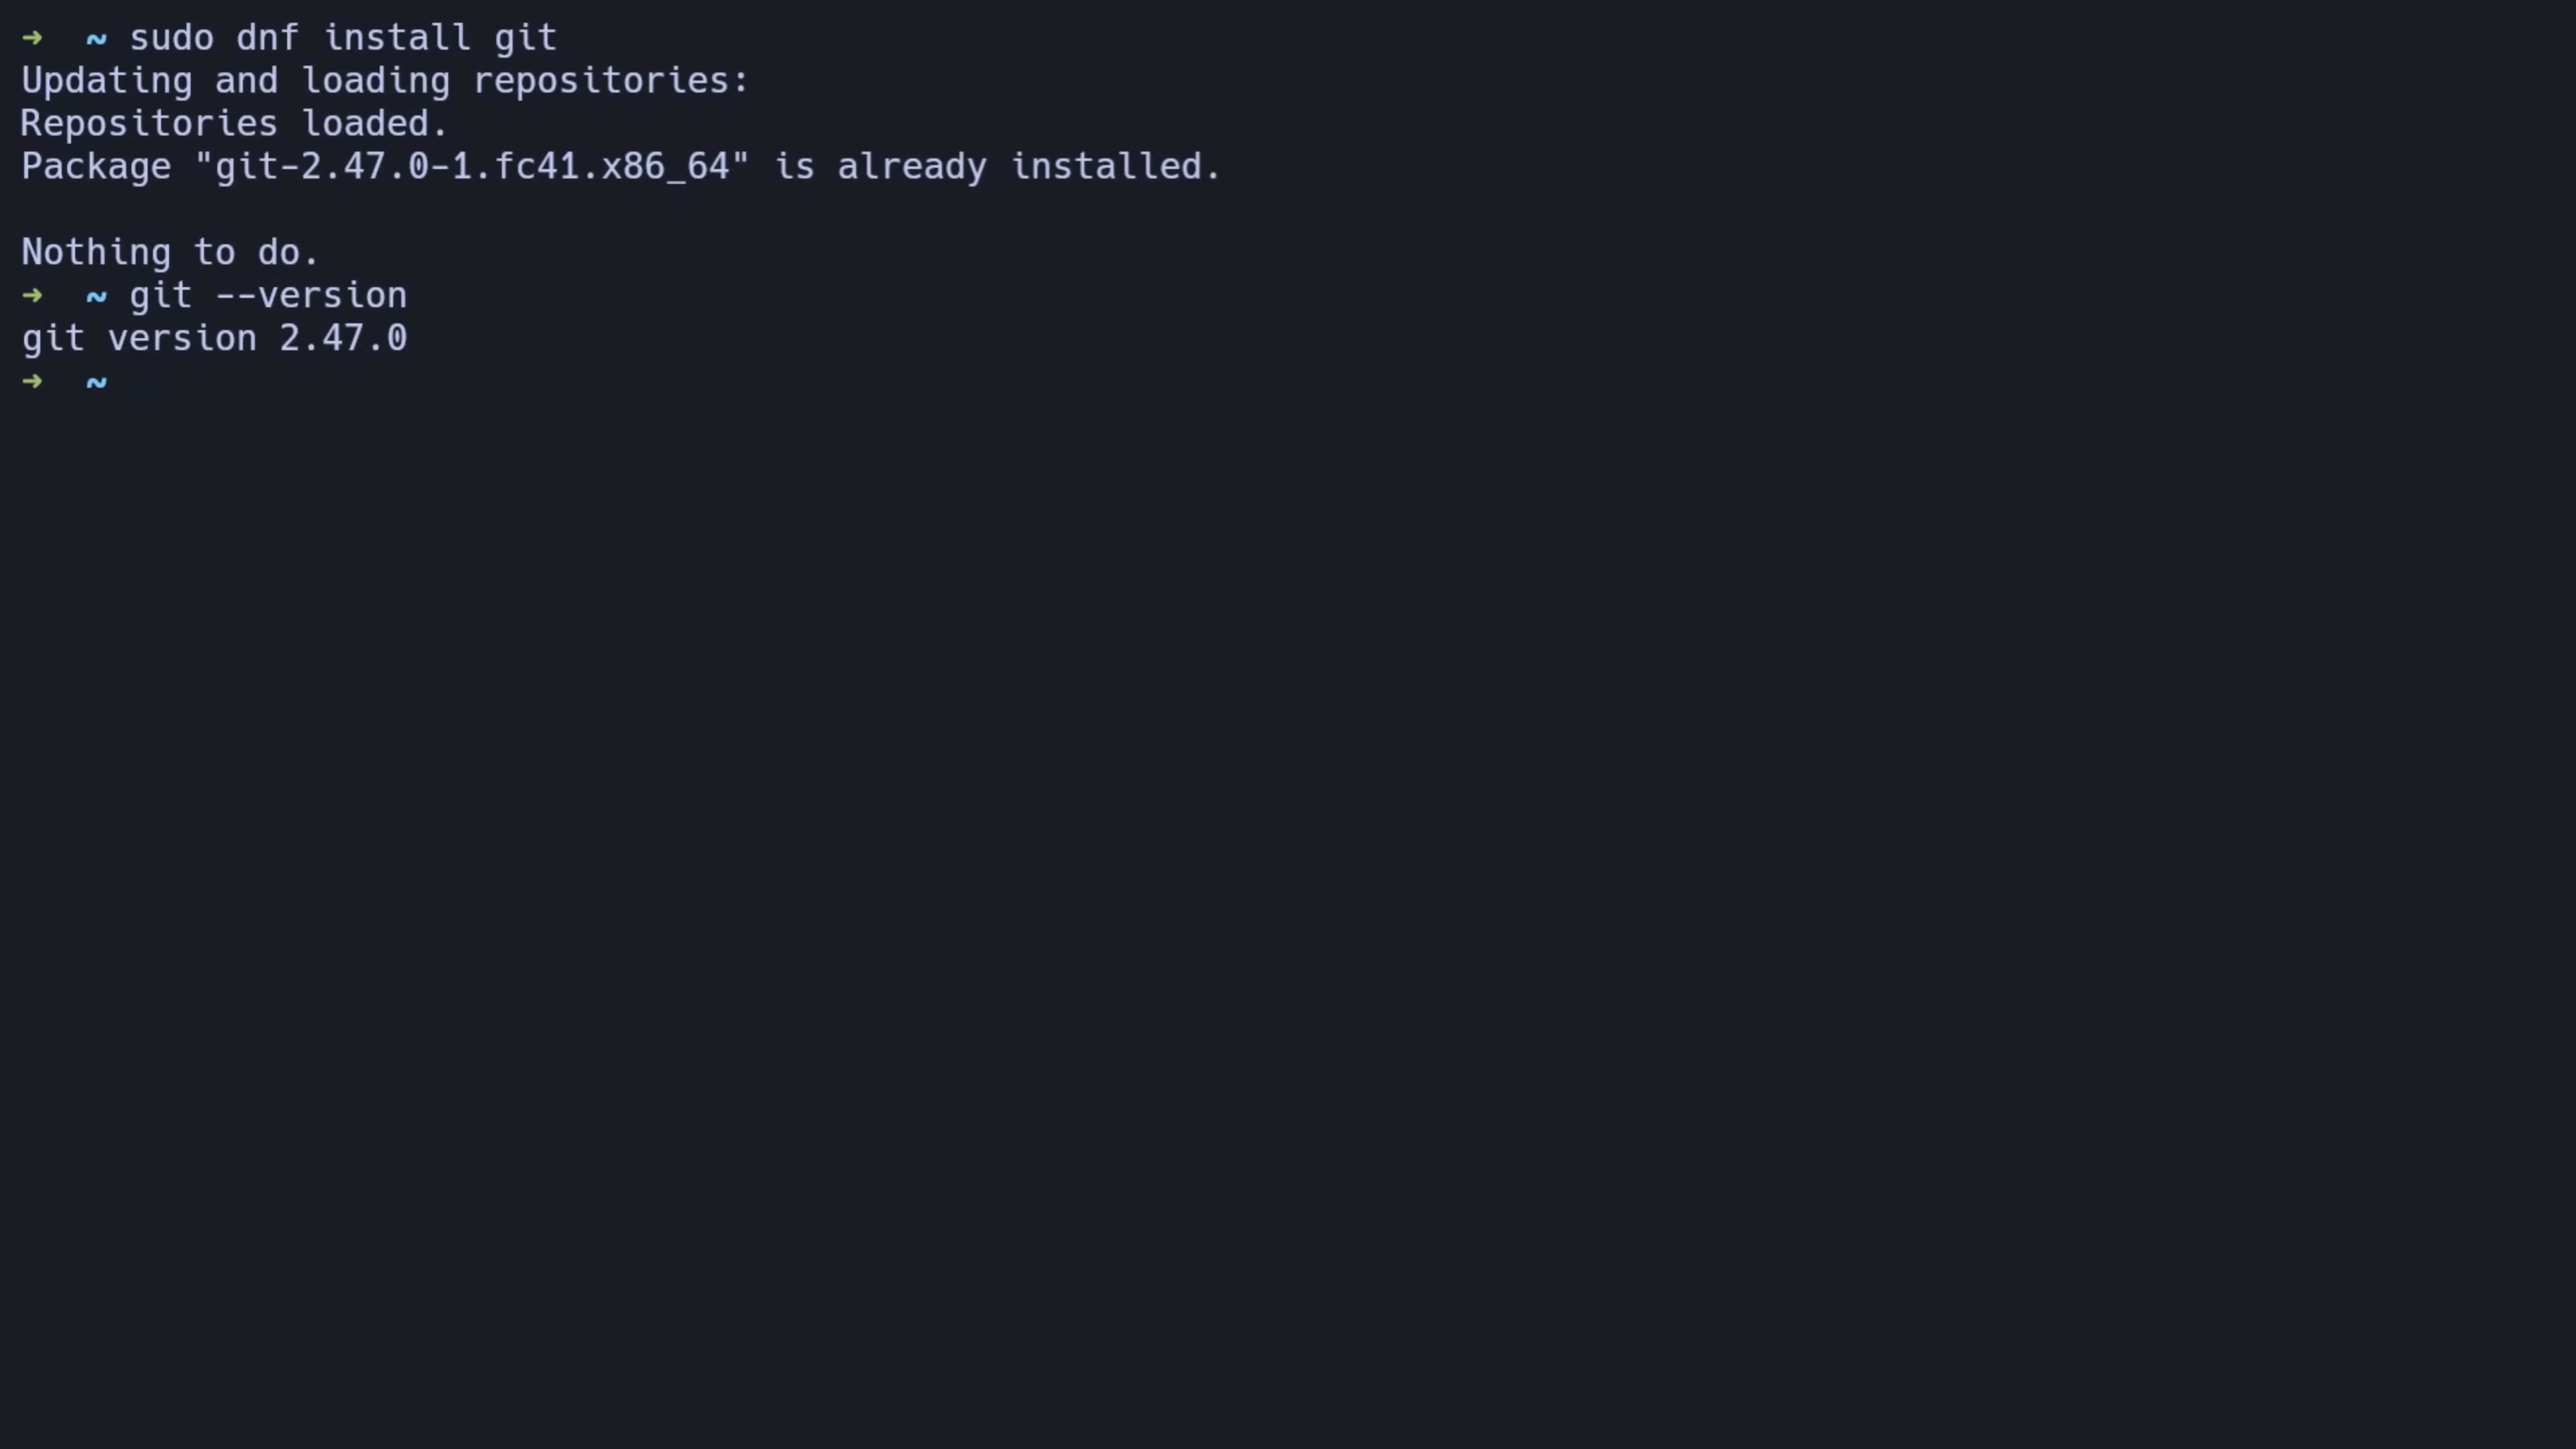 ➜  ~ sudo dnf install git
Updating and loading repositories:
Repositories loaded.
Package "git-2.47.0-1.fc41.x86_64" is already installed.

Nothing to do.
➜  ~ git --version
git version 2.47.0
➜  ~